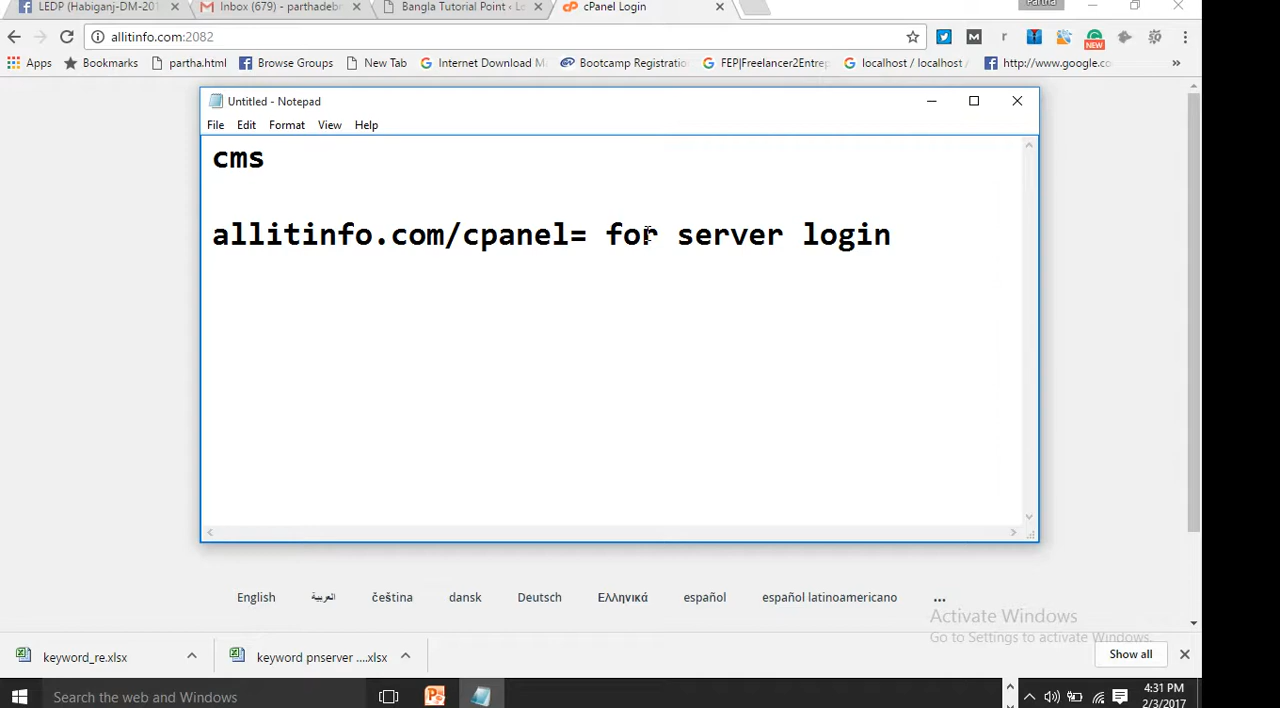 LEDP (Habiganj-DM-201
Inbox (679) - parthadebn
Bangla Tutorial Point ‹ Lo
cPanel Login
Partha
allitinfo.com:2082
NEW
Apps
Bookmarks
partha.html
Browse Groups
New Tab
Internet Download M
Bootcamp Registratio
FEP|Freelancer2Entrep
localhost / localhost /
http://www.google.co
»
Untitled - Notepad
File Edit Format View Help
cms
allitinfo.com/cpanel= for server login
English العربية čeština dansk Deutsch Ελληνικά español español latinoamericano ...
Activate Windows
Go to Settings to activate Windows.
keyword_re.xlsx
keyword pnserver ....xlsx
Show all
Search the web and Windows
4:31 PM
2/3/2017